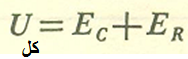 U = E_C + E_R
كل